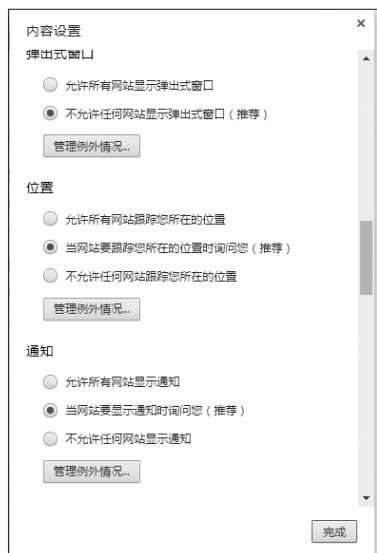 内容设置
弹出式窗口
允许所有网站显示弹出式窗口
不允许任何网站显示弹出式窗口（推荐）
管理例外情况...
位置
允许所有网站跟踪您所在的位置
当网站要跟踪您所在的位置时询问您（推荐）
不允许任何网站跟踪您所在的位置
管理例外情况...
通知
允许所有网站显示通知
当网站要显示通知时询问您（推荐）
不允许任何网站显示通知
管理例外情况...
完成